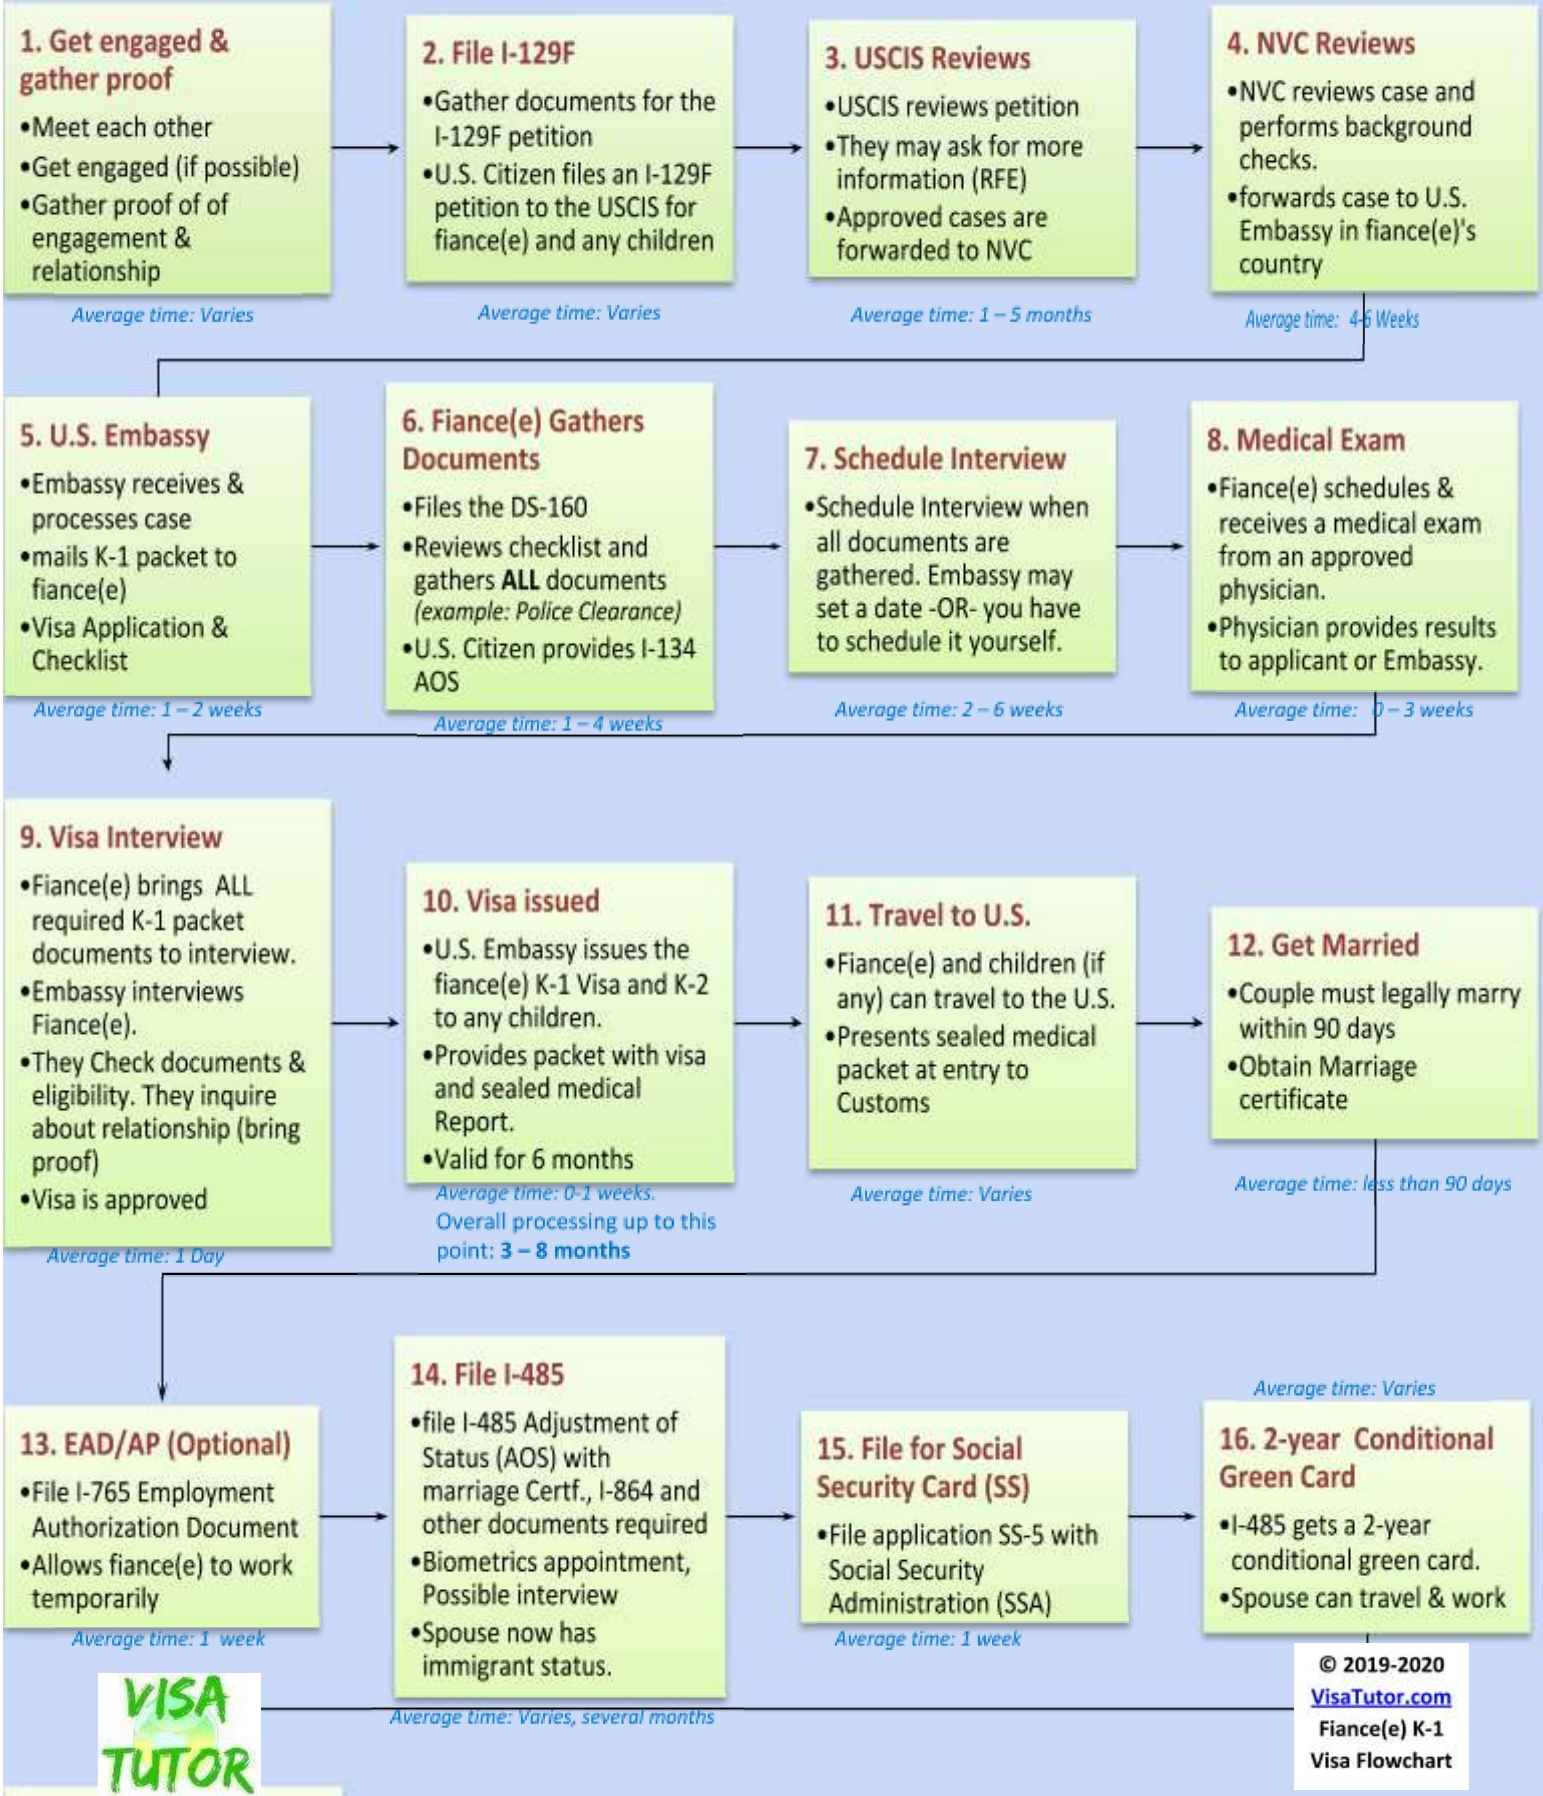 1. Get engaged &
gather proof
•Meet each other
•Get engaged (if possible)
•Gather proof of of
engagement &
relationship
Average time: Varies
2. File I-129F
•Gather documents for the
I-129F petition
•U.S. Citizen files an I-129F
petition to the USCIS for
fiance(e) and any children
Average time: Varies
3. USCIS Reviews
•USCIS reviews petition
•They may ask for more
information (RFE)
•Approved cases are
forwarded to NVC
Average time: 1 – 5 months
4. NVC Reviews
•NVC reviews case and
performs background
checks.
•forwards case to U.S.
Embassy in fiance(e)'s
country
Average time: 4-6 Weeks
5. U.S. Embassy
•Embassy receives &
processes case
•mails K-1 packet to
fiance(e)
•Visa Application &
Checklist
Average time: 1 – 2 weeks
6. Fiance(e) Gathers
Documents
•Files the DS-160
•Reviews checklist and
gathers ALL documents
(example: Police Clearance)
•U.S. Citizen provides I-134
AOS
Average time: 1 – 4 weeks
7. Schedule Interview
•Schedule Interview when
all documents are
gathered. Embassy may
set a date -OR- you have
to schedule it yourself.
Average time: 2 – 6 weeks
8. Medical Exam
•Fiance(e) schedules &
receives a medical exam
from an approved
physician.
•Physician provides results
to applicant or Embassy.
Average time: 0 – 3 weeks
9. Visa Interview
•Fiance(e) brings ALL
required K-1 packet
documents to interview.
•Embassy interviews
Fiance(e).
•They Check documents &
eligibility. They inquire
about relationship (bring
proof)
•Visa is approved
Average time: 1 Day
10. Visa issued
•U.S. Embassy issues the
fiance(e) K-1 Visa and K-2
to any children.
•Provides packet with visa
and sealed medical
Report.
•Valid for 6 months
Average time: 0-1 weeks.
Overall processing up to this
point: 3 – 8 months
11. Travel to U.S.
•Fiance(e) and children (if
any) can travel to the U.S.
•Presents sealed medical
packet at entry to
Customs
Average time: Varies
12. Get Married
•Couple must legally marry
within 90 days
•Obtain Marriage
certificate
Average time: less than 90 days
13. EAD/AP (Optional)
•File I-765 Employment
Authorization Document
•Allows fiance(e) to work
temporarily
Average time: 1 week
14. File I-485
•file I-485 Adjustment of
Status (AOS) with
marriage Certf., I-864 and
other documents required
•Biometrics appointment,
Possible interview
•Spouse now has
immigrant status.
Average time: Varies, several months
15. File for Social
Security Card (SS)
•File application SS-5 with
Social Security
Administration (SSA)
Average time: 1 week
Average time: Varies
16. 2-year Conditional
Green Card
•I-485 gets a 2-year
conditional green card.
•Spouse can travel & work
VISA
TUTOR
© 2019-2020
VisaTutor.com
Fiance(e) K-1
Visa Flowchart